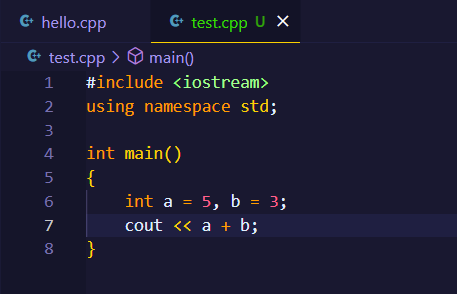 hello.cpp test.cpp U ×
test.cpp > main()
1 #include <iostream>
2 using namespace std;
3
4 int main()
5 {
6     int a = 5, b = 3;
7     cout << a + b;
8 }